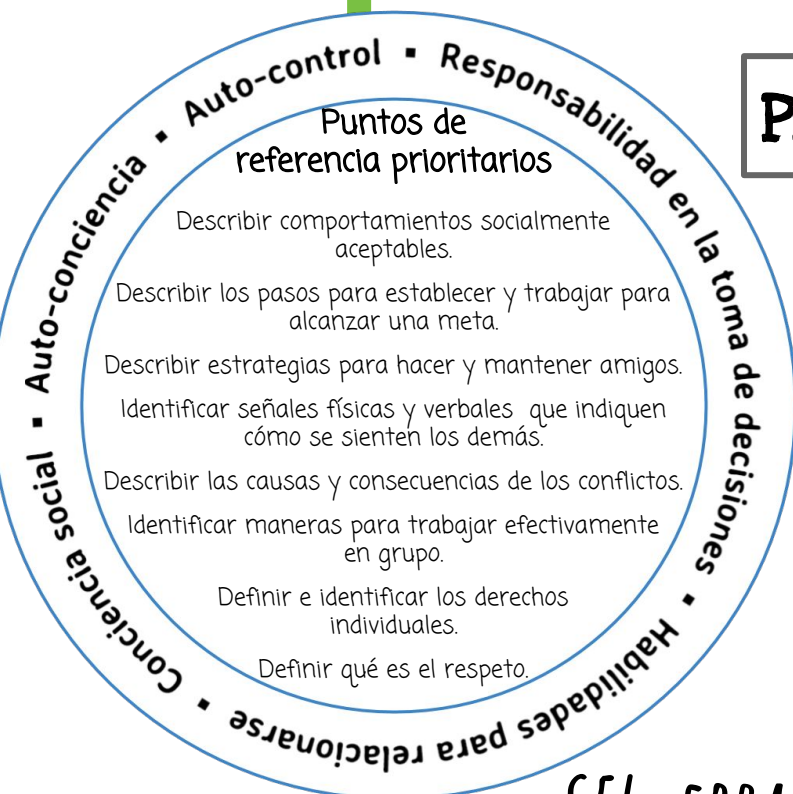 Auto-control ▪ Responsabilidad en la toma de decisiones ▪ Habilidades para relacionarse ▪ Conciencia social ▪ Auto-conciencia ▪
Puntos de
referencia prioritarios
Describir comportamientos socialmente
aceptables.
Describir los pasos para establecer y trabajar para
alcanzar una meta.
Describir estrategias para hacer y mantener amigos.
Identificar señales físicas y verbales que indiquen
cómo se sienten los demás.
Describir las causas y consecuencias de los conflictos.
Identificar maneras para trabajar efectivamente
en grupo.
Definir e identificar los derechos
individuales.
Definir qué es el respeto.